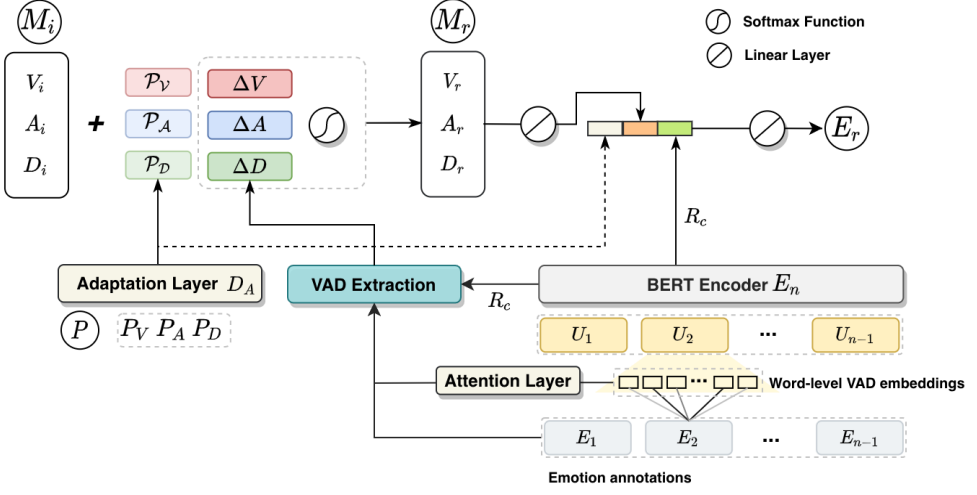 M_i
M_r
Softmax Function
Linear Layer
V_i
A_i
D_i
+
P_V
P_A
P_D
ΔV
ΔA
ΔD
V_r
A_r
D_r
E_r
R_c
Adaptation Layer D_A
VAD Extraction
R_c
BERT Encoder E_n
P
P_V P_A P_D
U_1
U_2
...
U_{n-1}
Attention Layer
...
Word-level VAD embeddings
E_1
E_2
...
E_{n-1}
Emotion annotations